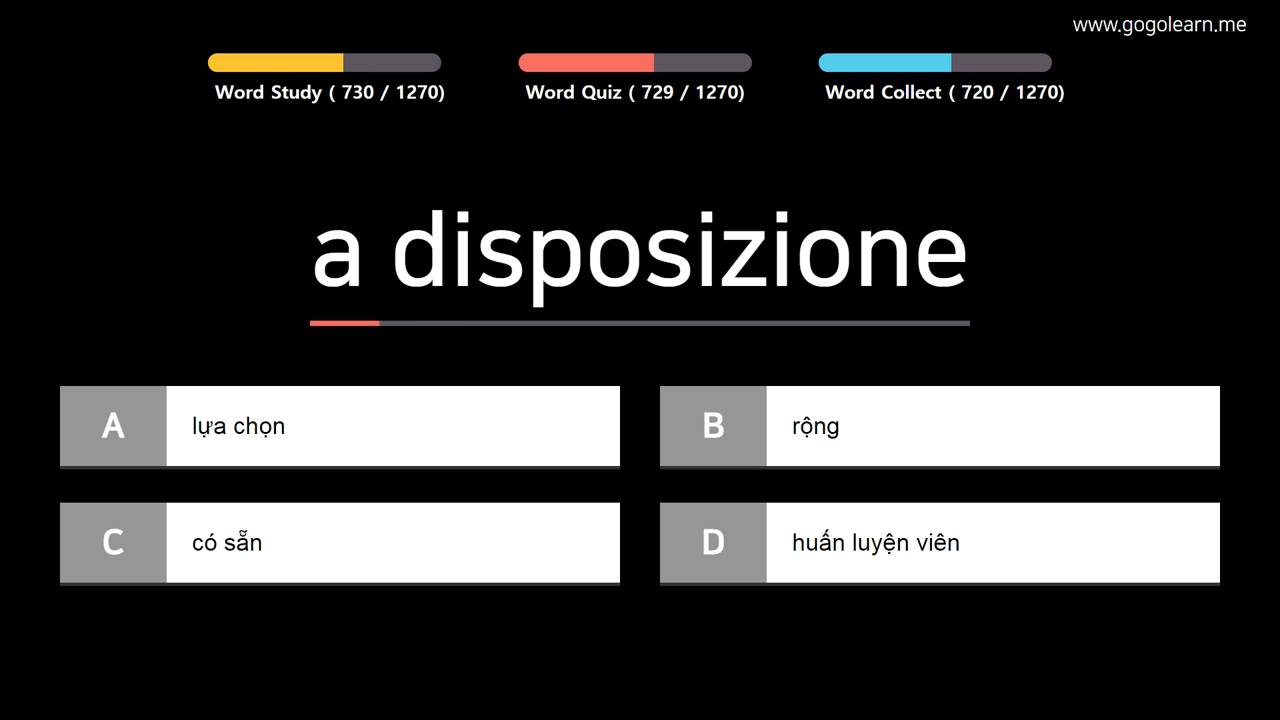 www.gogolearn.me
Word Study ( 730 / 1270)
Word Quiz ( 729 / 1270)
Word Collect ( 720 / 1270)
a disposizione
A lựa chọn
B rộng
C có sẵn
D huấn luyện viên